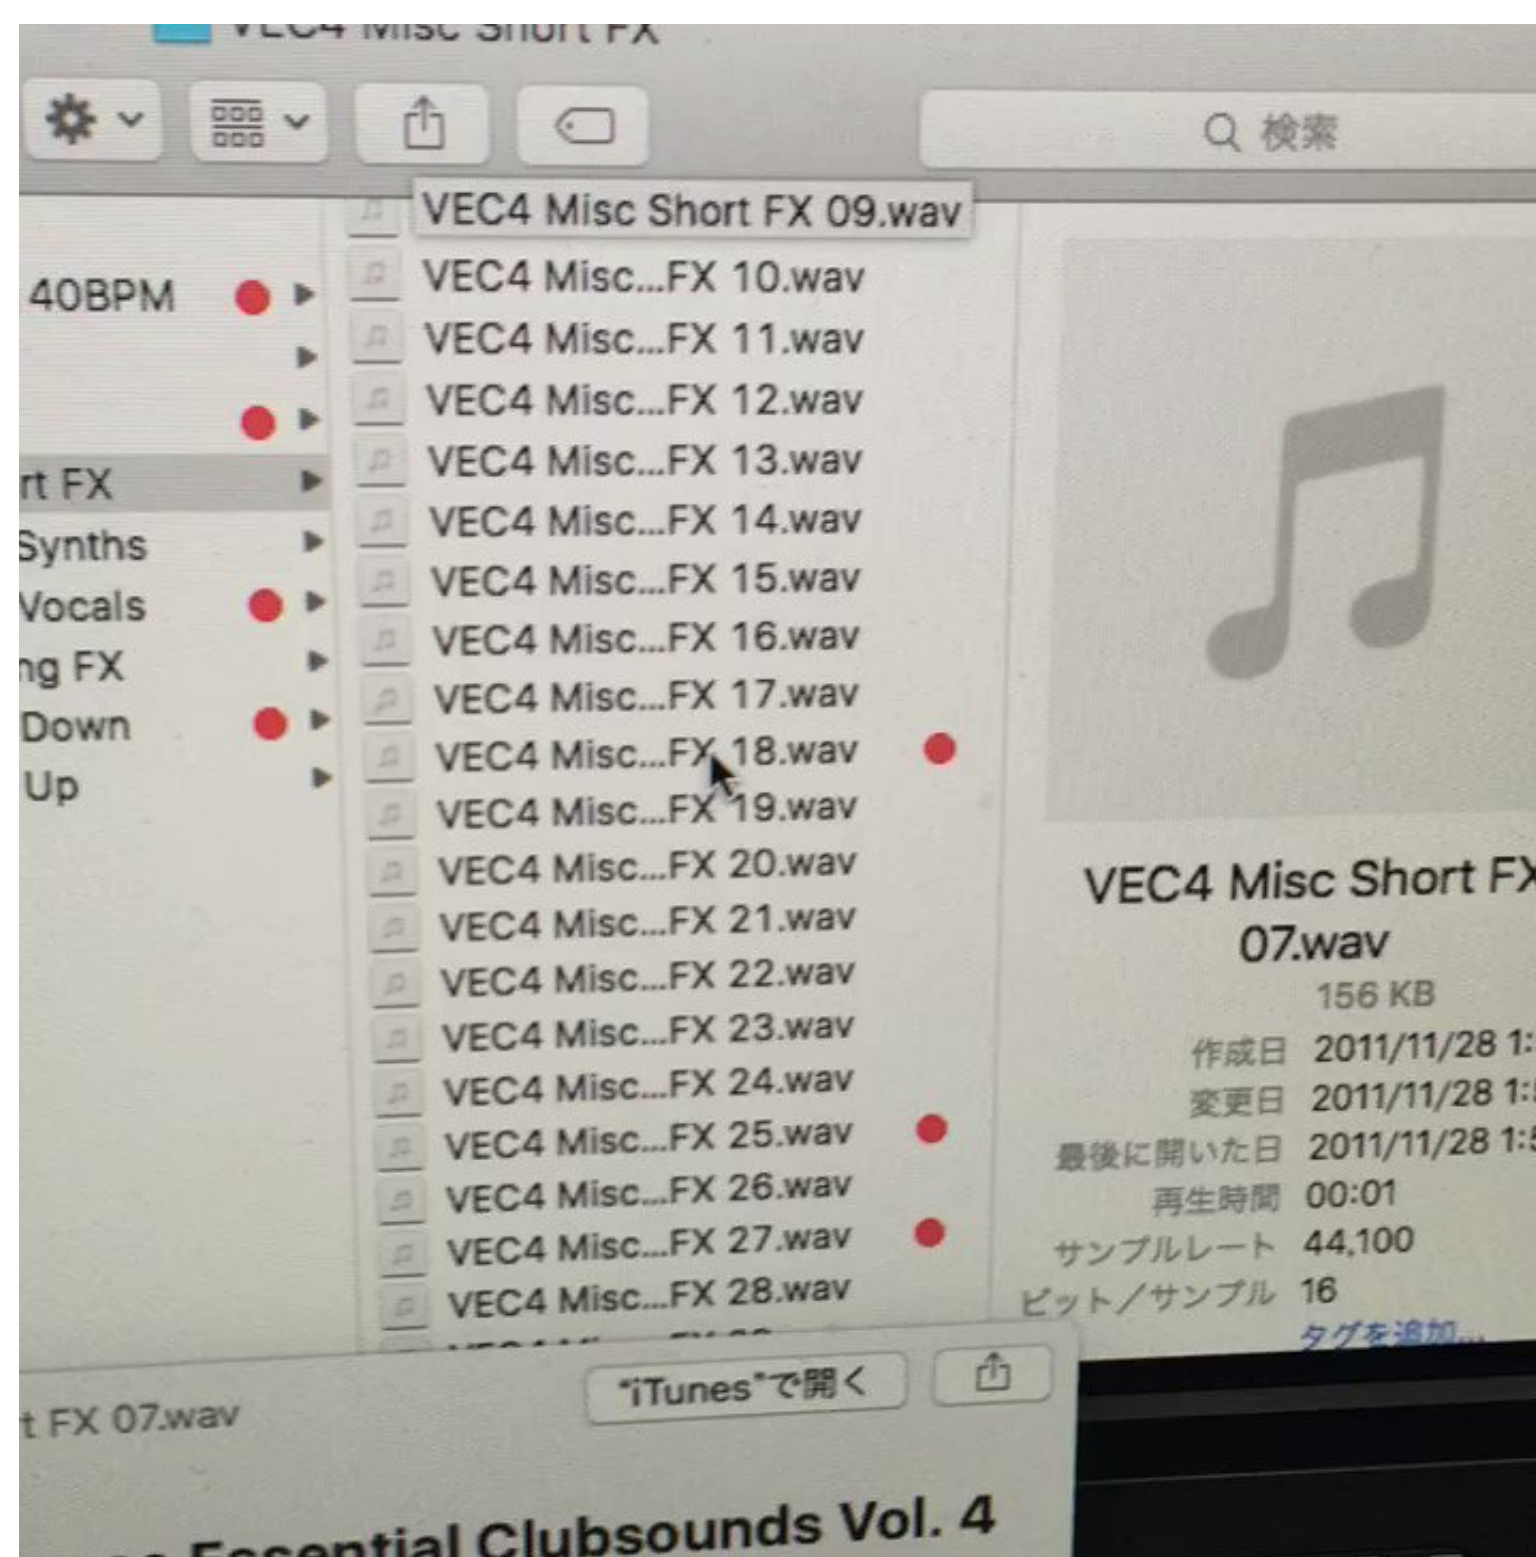 VEC4 Misc Short FX
検索
40BPM
rt FX
Synths
Vocals
ng FX
Down
Up
VEC4 Misc Short FX 09.wav
VEC4 Misc...FX 10.wav
VEC4 Misc...FX 11.wav
VEC4 Misc...FX 12.wav
VEC4 Misc...FX 13.wav
VEC4 Misc...FX 14.wav
VEC4 Misc...FX 15.wav
VEC4 Misc...FX 16.wav
VEC4 Misc...FX 17.wav
VEC4 Misc...FX 18.wav
VEC4 Misc...FX 19.wav
VEC4 Misc...FX 20.wav
VEC4 Misc...FX 21.wav
VEC4 Misc...FX 22.wav
VEC4 Misc...FX 23.wav
VEC4 Misc...FX 24.wav
VEC4 Misc...FX 25.wav
VEC4 Misc...FX 26.wav
VEC4 Misc...FX 27.wav
VEC4 Misc...FX 28.wav
VEC4 Misc Short FX
07.wav
156 KB
作成日 2011/11/28 1:
変更日 2011/11/28 1:
最後に開いた日 2011/11/28 1:5
再生時間 00:01
サンプルレート 44,100
ビット/サンプル 16
タグを追加...
t FX 07.wav
"iTunes"で開く
Essential Clubsounds Vol. 4